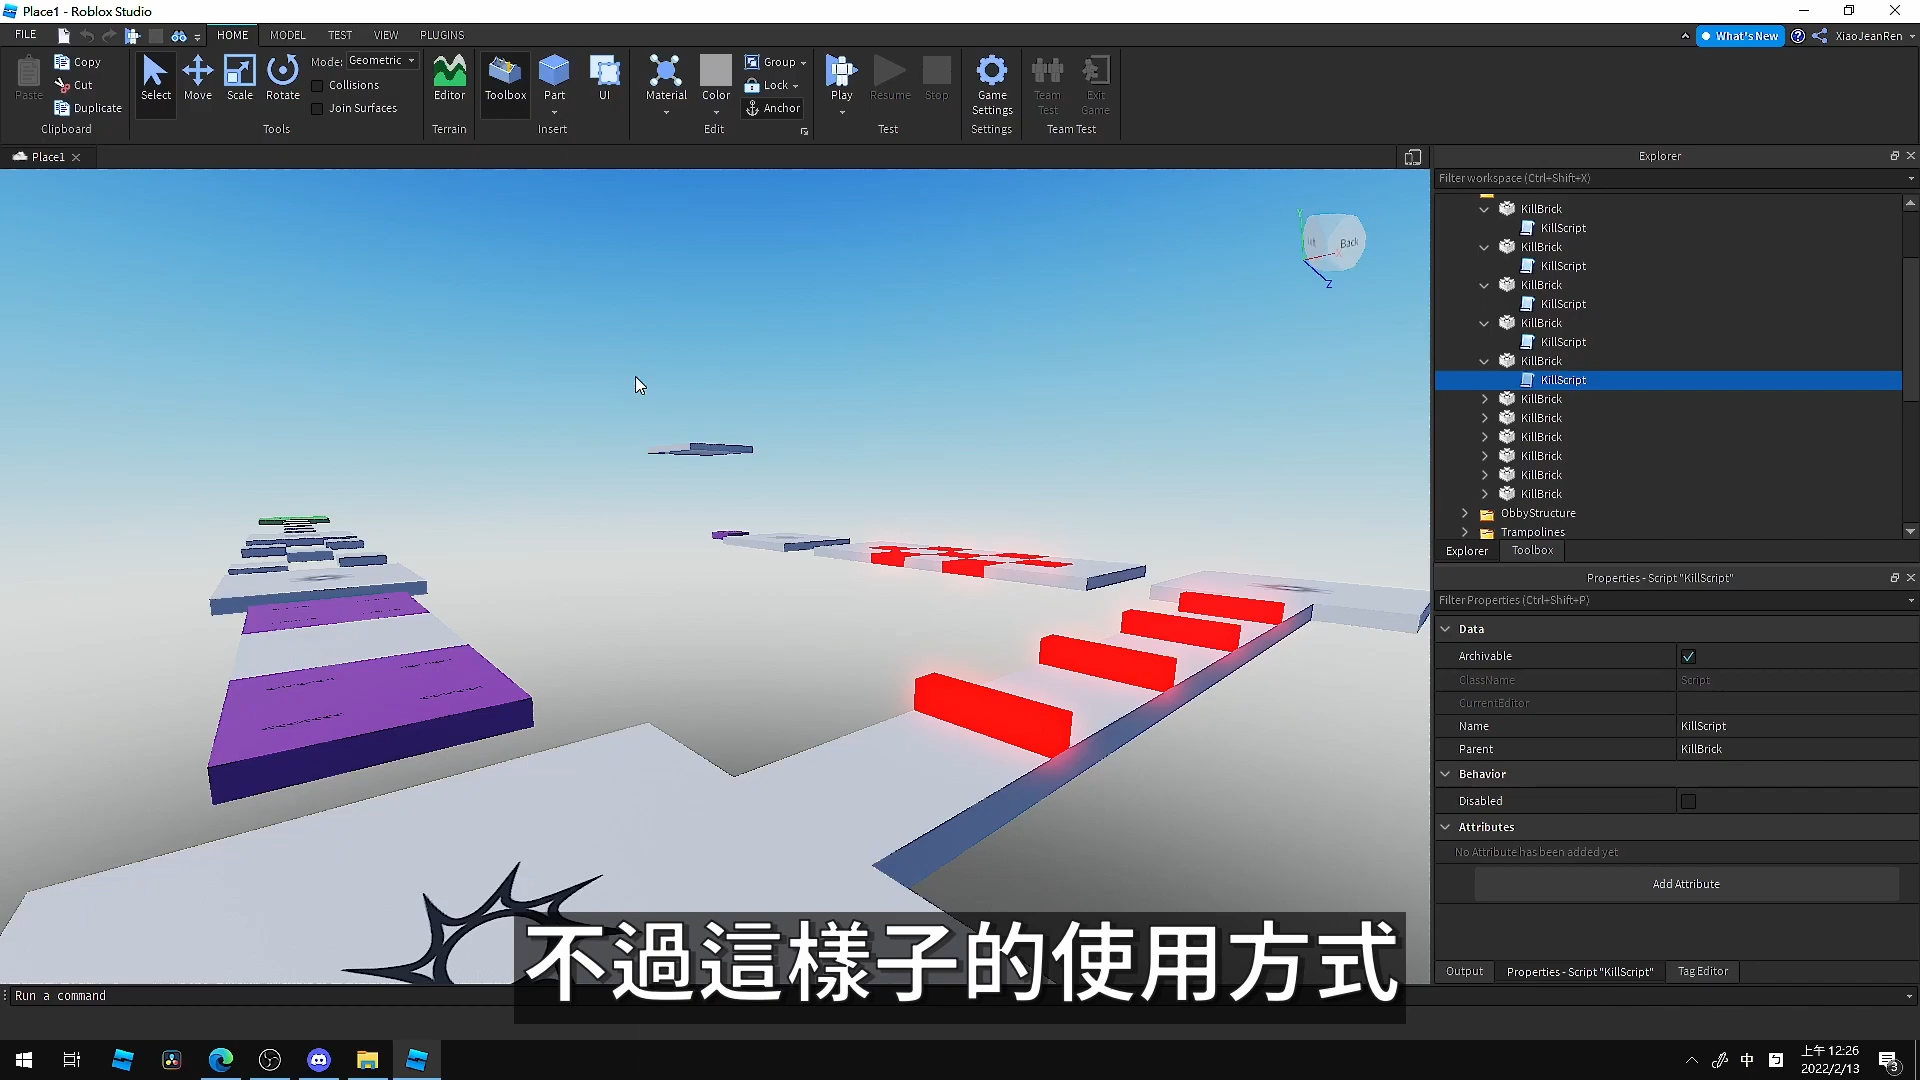 Place1 - Roblox Studio
FILE
HOME
MODEL
TEST
VIEW
PLUGINS
What's New
XiaoJeanRen
Paste
Copy
Cut
Duplicate
Clipboard
Select
Move
Scale
Rotate
Mode: Geometric
Collisions
Join Surfaces
Tools
Editor
Terrain
Toolbox
Part
UI
Insert
Material
Color
Group
Lock
Anchor
Edit
Play
Resume
Stop
Test
Game Settings
Settings
Team Test
Exit Game
Team Test
Place1
Back
Y
Z
Explorer
Filter workspace (Ctrl+Shift+X)
KillBrick
KillScript
KillBrick
KillScript
KillBrick
KillScript
KillBrick
KillScript
KillBrick
KillScript
KillBrick
KillBrick
KillBrick
KillBrick
KillBrick
KillBrick
ObbyStructure
Trampolines
Explorer
Toolbox
Properties - Script "KillScript"
Filter Properties (Ctrl+Shift+P)
Data
Archivable
ClassName Script
CurrentEditor
Name KillScript
Parent KillBrick
Behavior
Disabled
Attributes
No Attribute has been added yet
Add Attribute
Output
Properties - Script "KillScript"
Tag Editor
不過這樣子的使用方式
Run a command
中
上午 12:26
2022/2/13
3